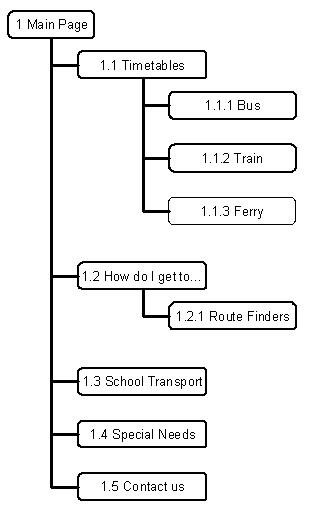 1 Main Page
1.1 Timetables
1.1.1 Bus
1.1.2 Train
1.1.3 Ferry
1.2 How do I get to...
1.2.1 Route Finders
1.3 School Transport
1.4 Special Needs
1.5 Contact us